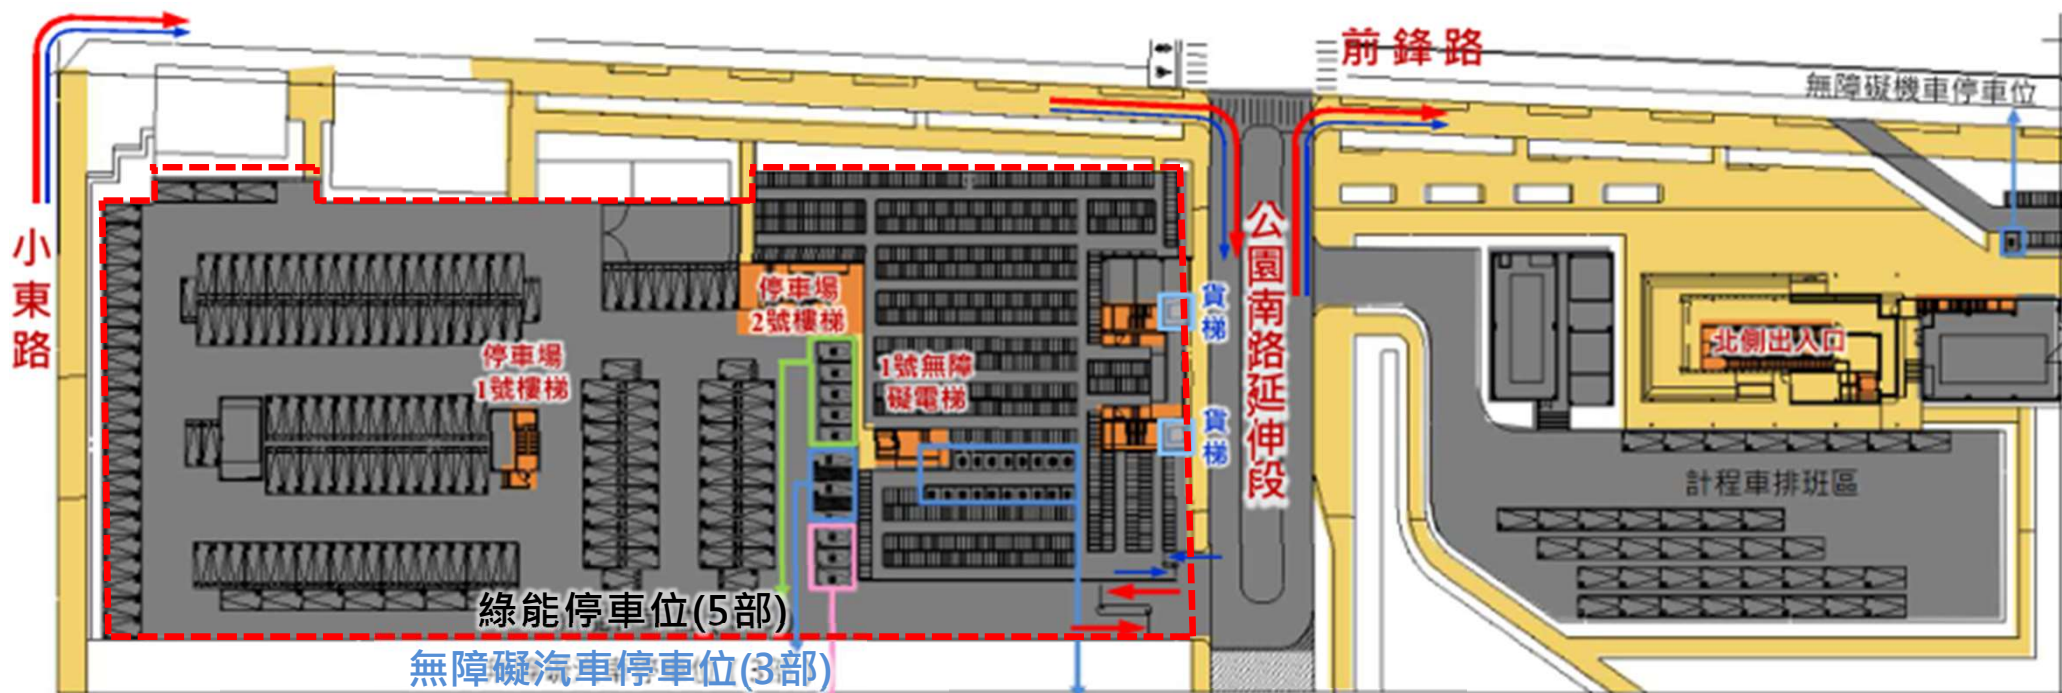 前鋒路
無障礙機車停車位
小東路
公園南路延伸段
停車場
2號樓梯
貨梯
停車場
1號樓梯
1號無障
礙電梯
北側出入口
貨梯
計程車排班區
綠能停車位(5部)
無障礙汽車停車位(3部)